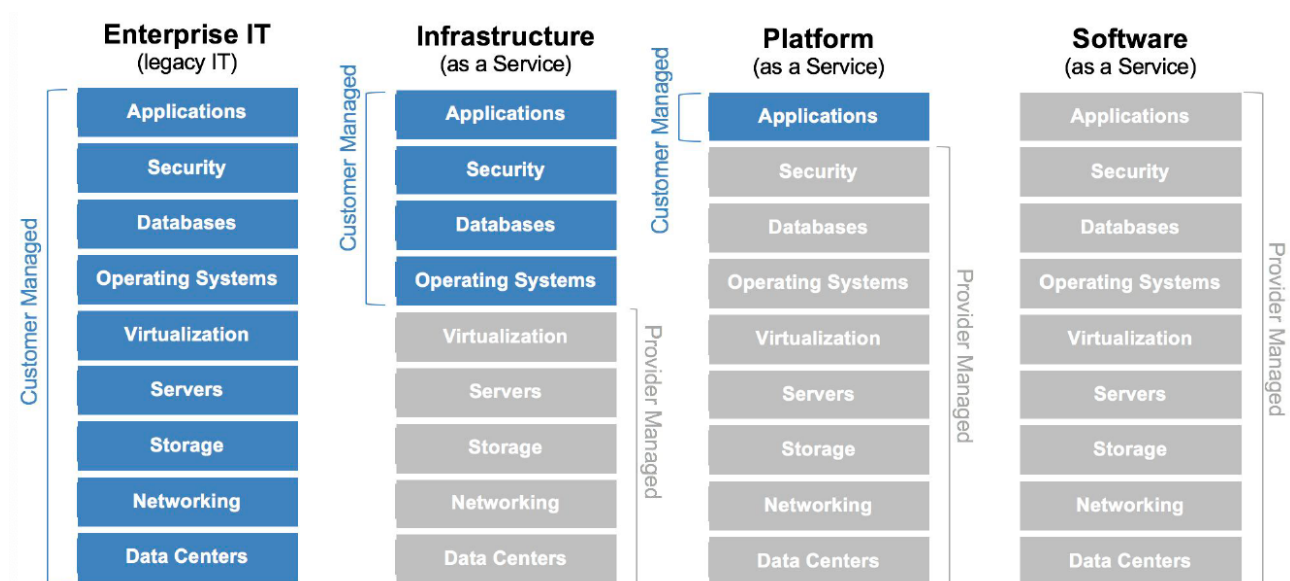 Enterprise IT
(legacy IT)
Customer Managed
Applications
Security
Databases
Operating Systems
Virtualization
Servers
Storage
Networking
Data Centers
Infrastructure
(as a Service)
Customer Managed
Applications
Security
Databases
Operating Systems
Virtualization
Servers
Storage
Networking
Data Centers
Provider Managed
Platform
(as a Service)
Customer Managed
Applications
Security
Databases
Operating Systems
Virtualization
Servers
Storage
Networking
Data Centers
Provider Managed
Software
(as a Service)
Applications
Security
Databases
Operating Systems
Virtualization
Servers
Storage
Networking
Data Centers
Provider Managed